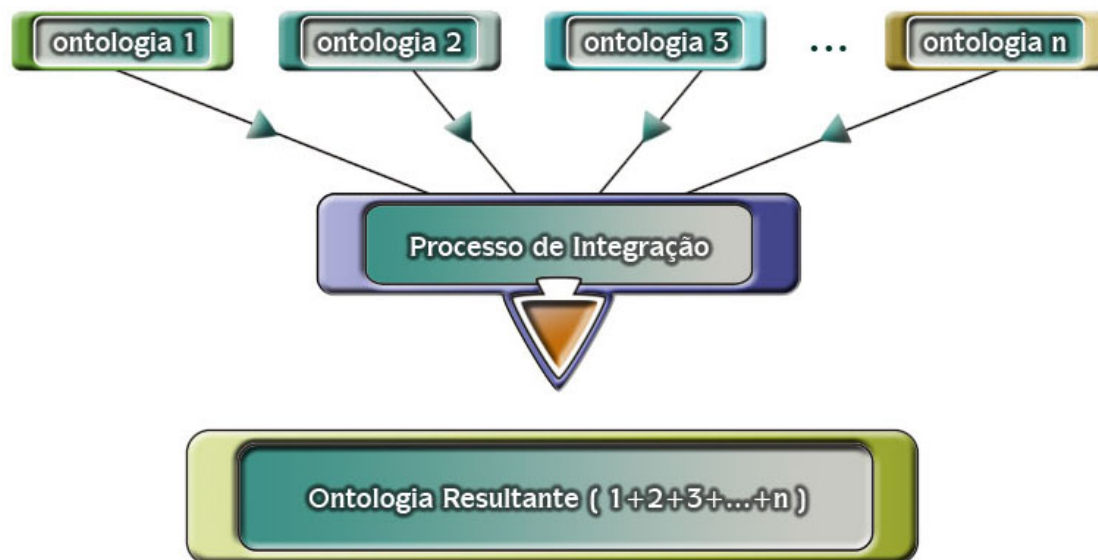 ontologia 1
ontologia 2
ontologia 3
...
ontologia n
Processo de Integração
Ontologia Resultante ( 1+2+3+...+n )